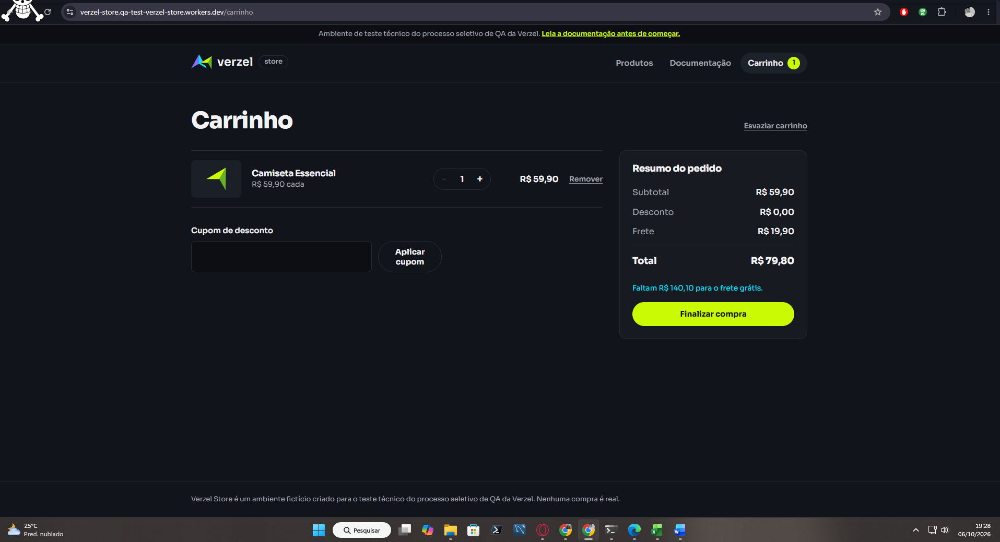 verzel-store.qa-test-verzel-store.workers.dev/carrinho
Ambiente de teste técnico do processo seletivo de QA da Verzel. Leia a documentação antes de começar.
verzel store
Produtos
Documentação
Carrinho 1
Carrinho
Esvaziar carrinho
Camiseta Essencial
R$ 59,90 cada
- 1 +
R$ 59,90
Remover
Cupom de desconto
Aplicar
cupom
Resumo do pedido
Subtotal R$ 59,90
Desconto R$ 0,00
Frete R$ 19,90
Total R$ 79,80
Faltam R$ 140,10 para o frete grátis.
Finalizar compra
Verzel Store é um ambiente fictício criado para o teste técnico do processo seletivo de QA da Verzel. Nenhuma compra é real.
25°C
Pred. nublado
Pesquisar
19:28
06/10/2026